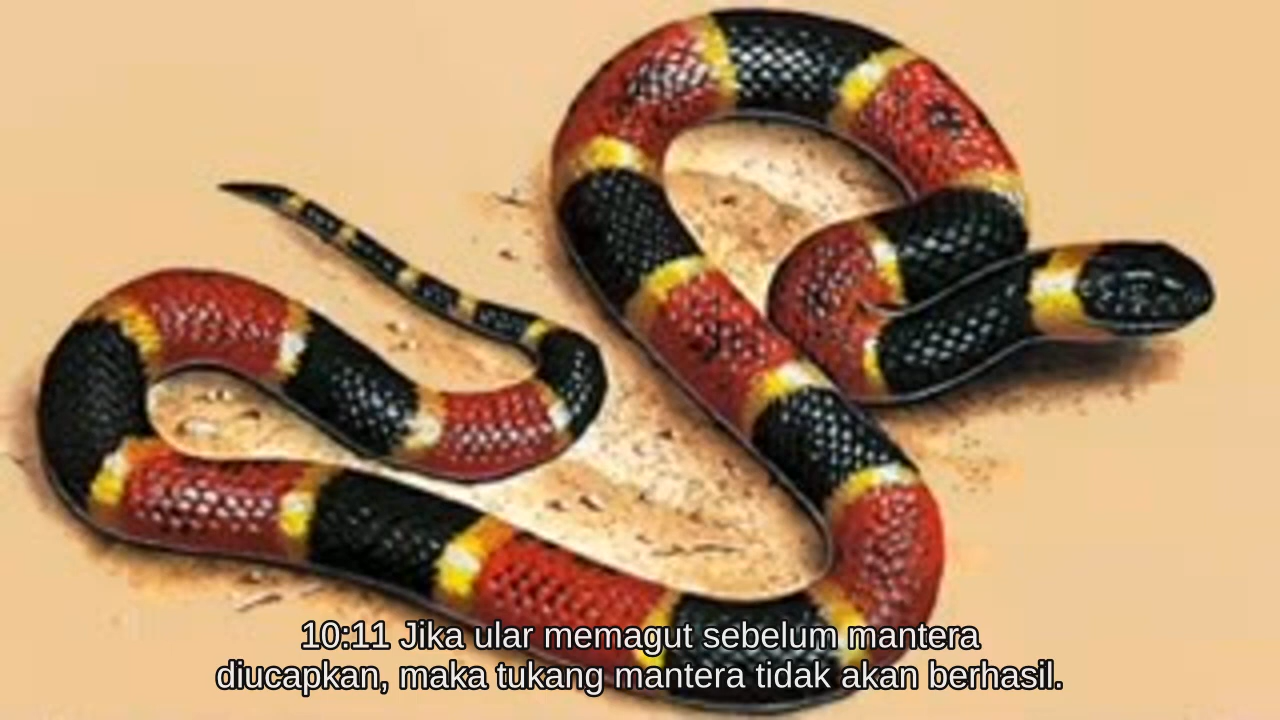 10:11 Jika ular memagut sebelum mantera
diucapkan, maka tukang mantera tidak akan berhasil.